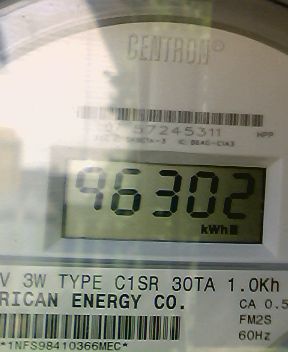 CENTRON®
57245311 HPP
96302
kWh
V 3W TYPE C1SR 30TA 1.0Kh
RICAN ENERGY CO. CA 0.5
FM2S
*1NFS98410366MEC* 60Hz